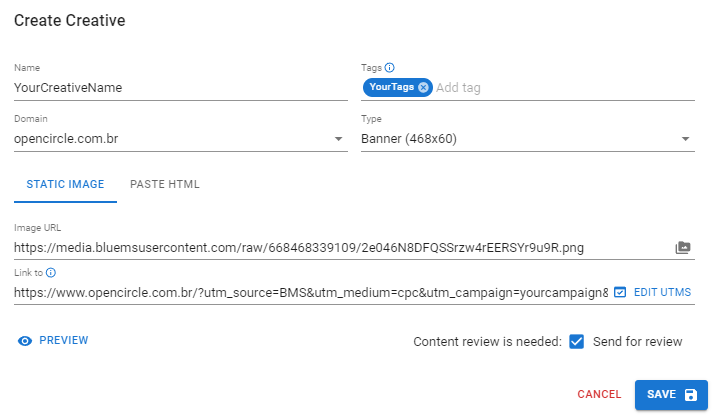 Create Creative
Name
YourCreativeName
Tags
YourTags Add tag
Domain
opencircle.com.br
Type
Banner (468x60)
STATIC IMAGE PASTE HTML
Image URL
https://media.bluemsusercontent.com/raw/668468339109/2e046N8DFQSSrzw4rEERSYr9u9R.png
Link to
https://www.opencircle.com.br/?utm_source=BMS&utm_medium=cpc&utm_campaign=yourcampaign& EDIT UTMS
PREVIEW Content review is needed: Send for review
CANCEL SAVE